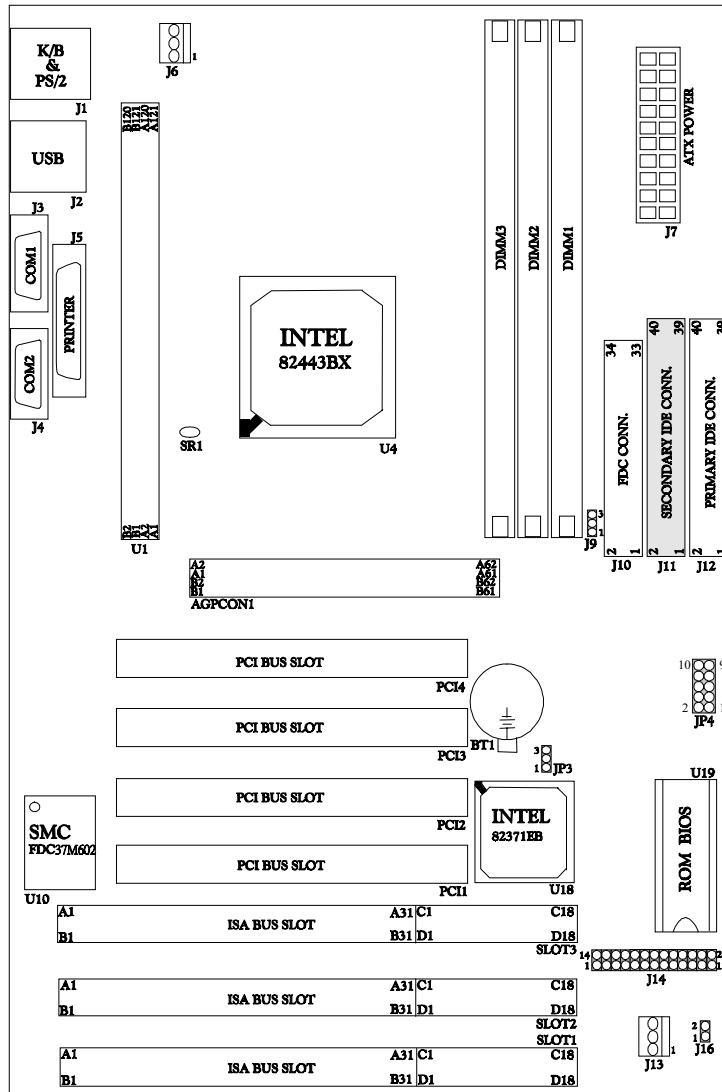 K/B
&
PS/2
J1
J6
1
USB
J2
B120
B121
A120
A121
J3
COM1
J5
PRINTER
COM2
J4
INTEL
82443BX
U4
SR1
DIMM3
DIMM2
DIMM1
ATX POWER
J7
B2
B1
A2
A1
U1
3
1
J9
34
33
FDC CONN.
2
1
J10
40
39
SECONDARY IDE CONN.
2
1
J11
40
PRIMARY IDE CONN.
2
J12
A2
A1
B2
B1
A62
A61
B62
B61
AGPCON1
PCI BUS SLOT
PCI4
PCI BUS SLOT
PCI3
PCI BUS SLOT
PCI2
PCI BUS SLOT
PCI1
BT1
3
1
JP3
10
9
2
1
JP4
U19
ROM BIOS
SMC
FDC37M602
U10
INTEL
82371EB
U18
A1
ISA BUS SLOT
A31
C1
C18
B1
B31
D1
D18
SLOT3
14
1
J14
A1
ISA BUS SLOT
A31
C1
C18
B1
B31
D1
D18
SLOT2
SLOT1
A1
ISA BUS SLOT
A31
C1
C18
B1
B31
D1
D18
J13
1
2
1
J16